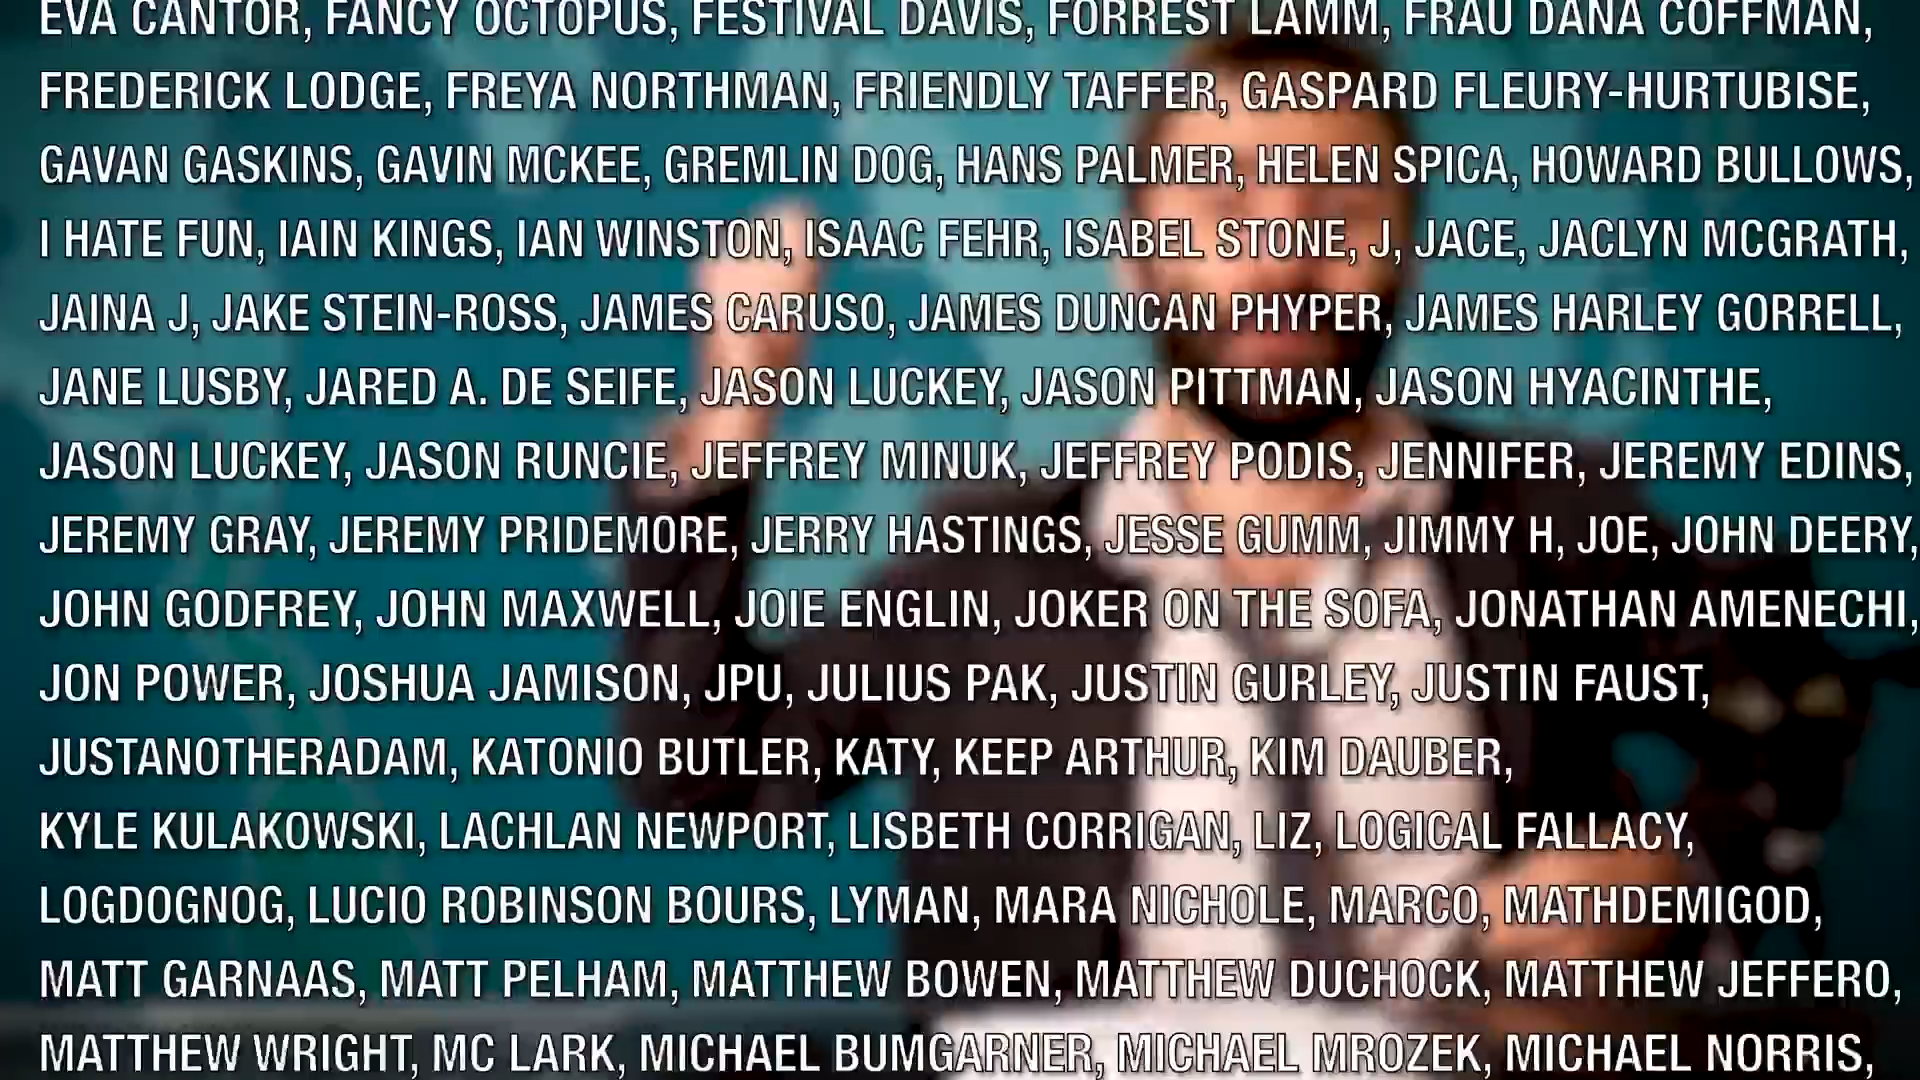 EVA CANTOR, FANCY OCTOPUS, FESTIVAL DAVIS, FORREST LAMM, FRAU DANA COFFMAN,
FREDERICK LODGE, FREYA NORTHMAN, FRIENDLY TAFFER, GASPARD FLEURY-HURTUBISE,
GAVAN GASKINS, GAVIN MCKEE, GREMLIN DOG, HANS PALMER, HELEN SPICA, HOWARD BULLOWS,
I HATE FUN, IAIN KINGS, IAN WINSTON, ISAAC FEHR, ISABEL STONE, J, JACE, JACLYN MCGRATH,
JAINA J, JAKE STEIN-ROSS, JAMES CARUSO, JAMES DUNCAN PHYPER, JAMES HARLEY GORRELL,
JANE LUSBY, JARED A. DE SEIFE, JASON LUCKEY, JASON PITTMAN, JASON HYACINTHE,
JASON LUCKEY, JASON RUNCIE, JEFFREY MINUK, JEFFREY PODIS, JENNIFER, JEREMY EDINS,
JEREMY GRAY, JEREMY PRIDEMORE, JERRY HASTINGS, JESSE GUMM, JIMMY H, JOE, JOHN DEERY,
JOHN GODFREY, JOHN MAXWELL, JOIE ENGLIN, JOKER ON THE SOFA, JONATHAN AMENECHI,
JON POWER, JOSHUA JAMISON, JPU, JULIUS PAK, JUSTIN GURLEY, JUSTIN FAUST,
JUSTANOTHERADAM, KATONIO BUTLER, KATY, KEEP ARTHUR, KIM DAUBER,
KYLE KULAKOWSKI, LACHLAN NEWPORT, LISBETH CORRIGAN, LIZ, LOGICAL FALLACY,
LOGDOGNOG, LUCIO ROBINSON BOURS, LYMAN, MARA NICHOLE, MARCO, MATHDEMIGOD,
MATT GARNAAS, MATT PELHAM, MATTHEW BOWEN, MATTHEW DUCHOCK, MATTHEW JEFFERO,
MATTHEW WRIGHT, MC LARK, MICHAEL BUMGARNER, MICHAEL MROZEK, MICHAEL NORRIS,